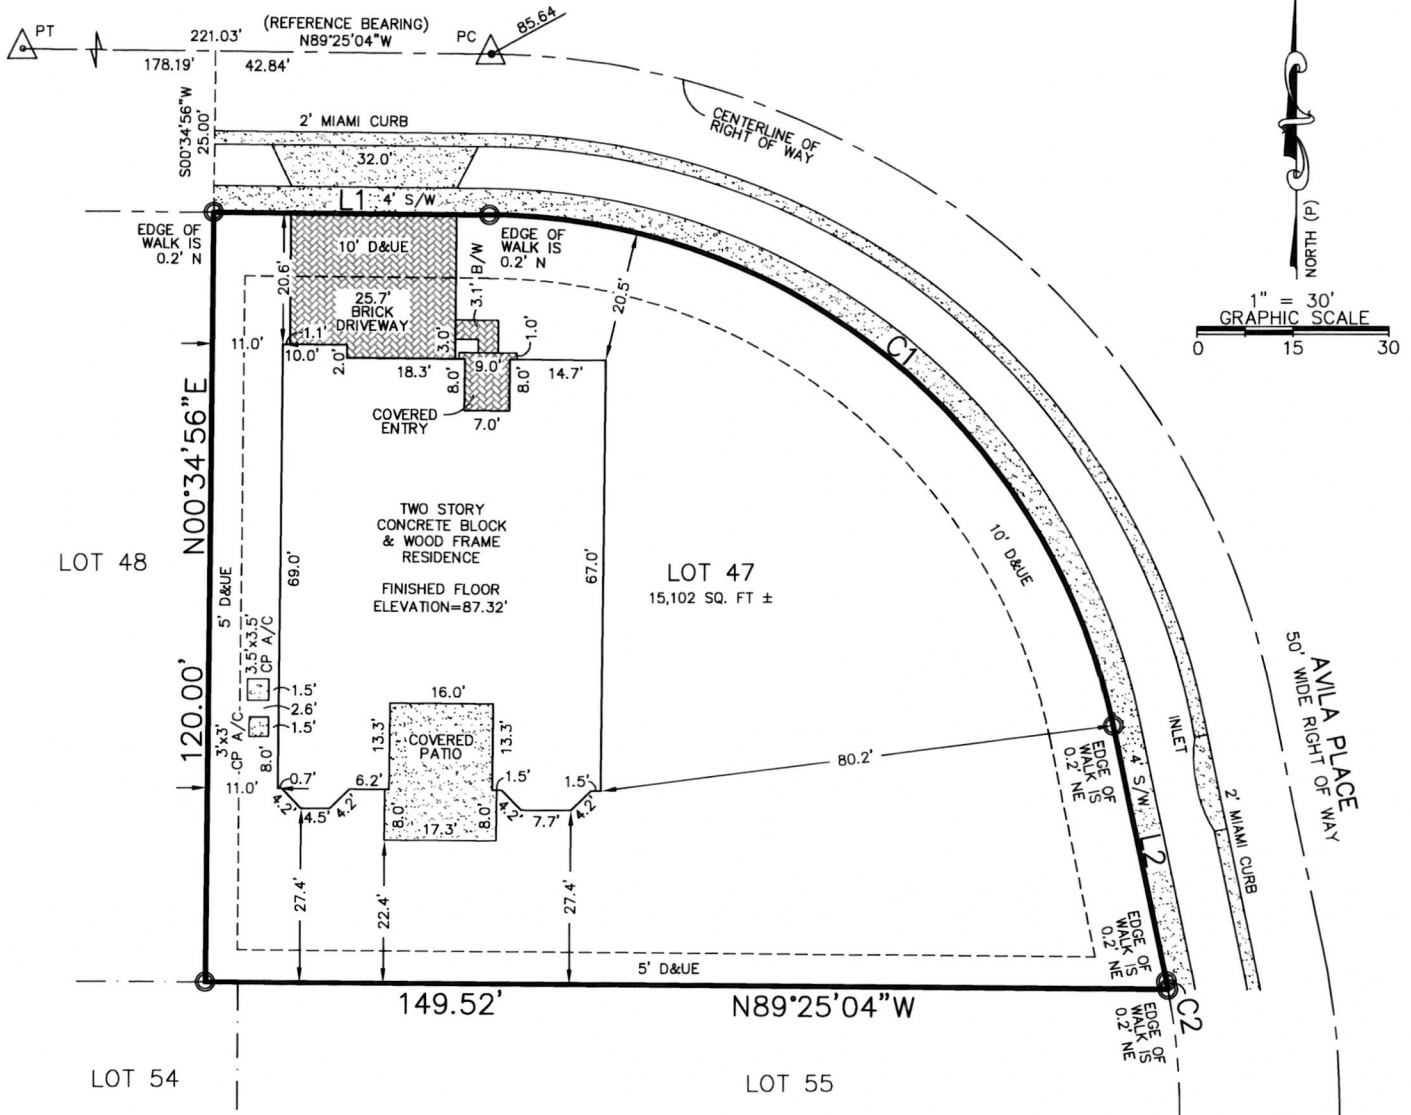 PT
221.03'
(REFERENCE BEARING)
N89°25'04"W
PC
85.64
178.19'
42.84'
S00°34'56"W
25.00'
2' MIAMI CURB
CENTERLINE OF
RIGHT OF WAY
NORTH (P)
1" = 30'
GRAPHIC SCALE
0
15
30
32.0'
L1
4' S/W
EDGE OF
WALK IS
0.2' N
10' D&UE
EDGE OF
WALK IS
0.2' N
20.6'
3.1' B/W
20.5'
25.7'
BRICK
DRIVEWAY
1.1'
11.0'
10.0'
2.0'
3.0'
1.0'
C1
18.3'
8.0'
9.0'
8.0'
14.7'
COVERED
ENTRY
7.0'
N00°34'56"E
120.00'
LOT 48
5' D&UE
69.0'
TWO STORY
CONCRETE BLOCK
& WOOD FRAME
RESIDENCE
FINISHED FLOOR
ELEVATION=87.32'
67.0'
LOT 47
15,102 SQ. FT ±
10' D&UE
3.5'x3.5'
CP A/C
1.5'
2.6'
1.5'
3'x3'
CP A/C
8.0'
16.0'
13.3'
COVERED
PATIO
13.3'
11.0'
0.7'
4.2'
4.5'
4.2'
6.2'
8.0'
17.3'
8.0'
1.5'
4.2'
7.7'
4.2'
1.5'
80.2'
EDGE OF
WALK IS
0.2' NE
4' S/W
INLET
L2
2' MIAMI CURB
AVILA PLACE
50' WIDE RIGHT OF WAY
27.4'
22.4'
27.4'
EDGE OF
WALK IS
0.2' NE
5' D&UE
149.52'
N89°25'04"W
C2
EDGE OF
WALK IS
0.2' NE
LOT 54
LOT 55